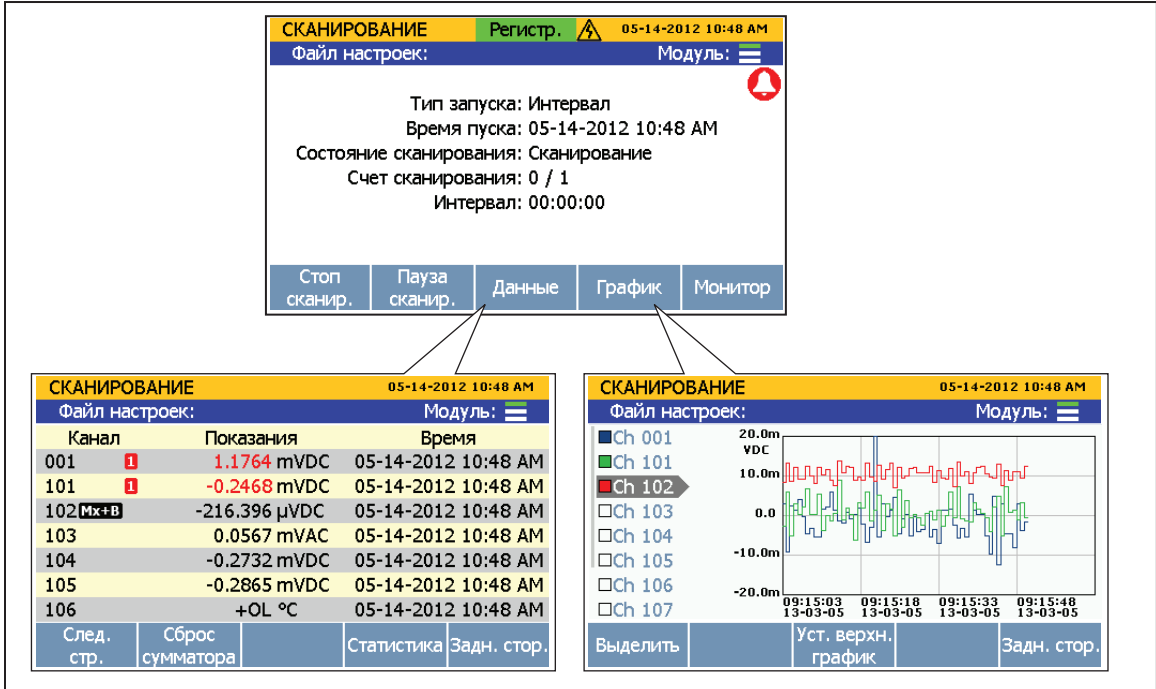 СКАНИРОВАНИЕ Регистр. 05-14-2012 10:48 AM
Файл настроек: Модуль:
Тип запуска: Интервал
Время пуска: 05-14-2012 10:48 AM
Состояние сканирования: Сканирование
Счет сканирования: 0 / 1
Интервал: 00:00:00
Стоп сканир. Пауза сканир. Данные График Монитор
СКАНИРОВАНИЕ 05-14-2012 10:48 AM
Файл настроек: Модуль:
Канал Показания Время
001 1 1.1764 mVDC 05-14-2012 10:48 AM
101 1 -0.2468 mVDC 05-14-2012 10:48 AM
102 Mx+B -216.396 µVDC 05-14-2012 10:48 AM
103 0.0567 mVAC 05-14-2012 10:48 AM
104 -0.2732 mVDC 05-14-2012 10:48 AM
105 -0.2865 mVDC 05-14-2012 10:48 AM
106 +OL °C 05-14-2012 10:48 AM
След. стр. Сброс сумматора Статистика Задн. стор.
СКАНИРОВАНИЕ 05-14-2012 10:48 AM
Файл настроек: Модуль:
Ch 001
Ch 101
Ch 102
Ch 103
Ch 104
Ch 105
Ch 106
Ch 107
20.0m
VDC
10.0m
0.0
-10.0m
-20.0m
09:15:03 09:15:18 09:15:33 09:15:48
13-03-05 13-03-05 13-03-05 13-03-05
Выделить Уст. верхн. график Задн. стор.